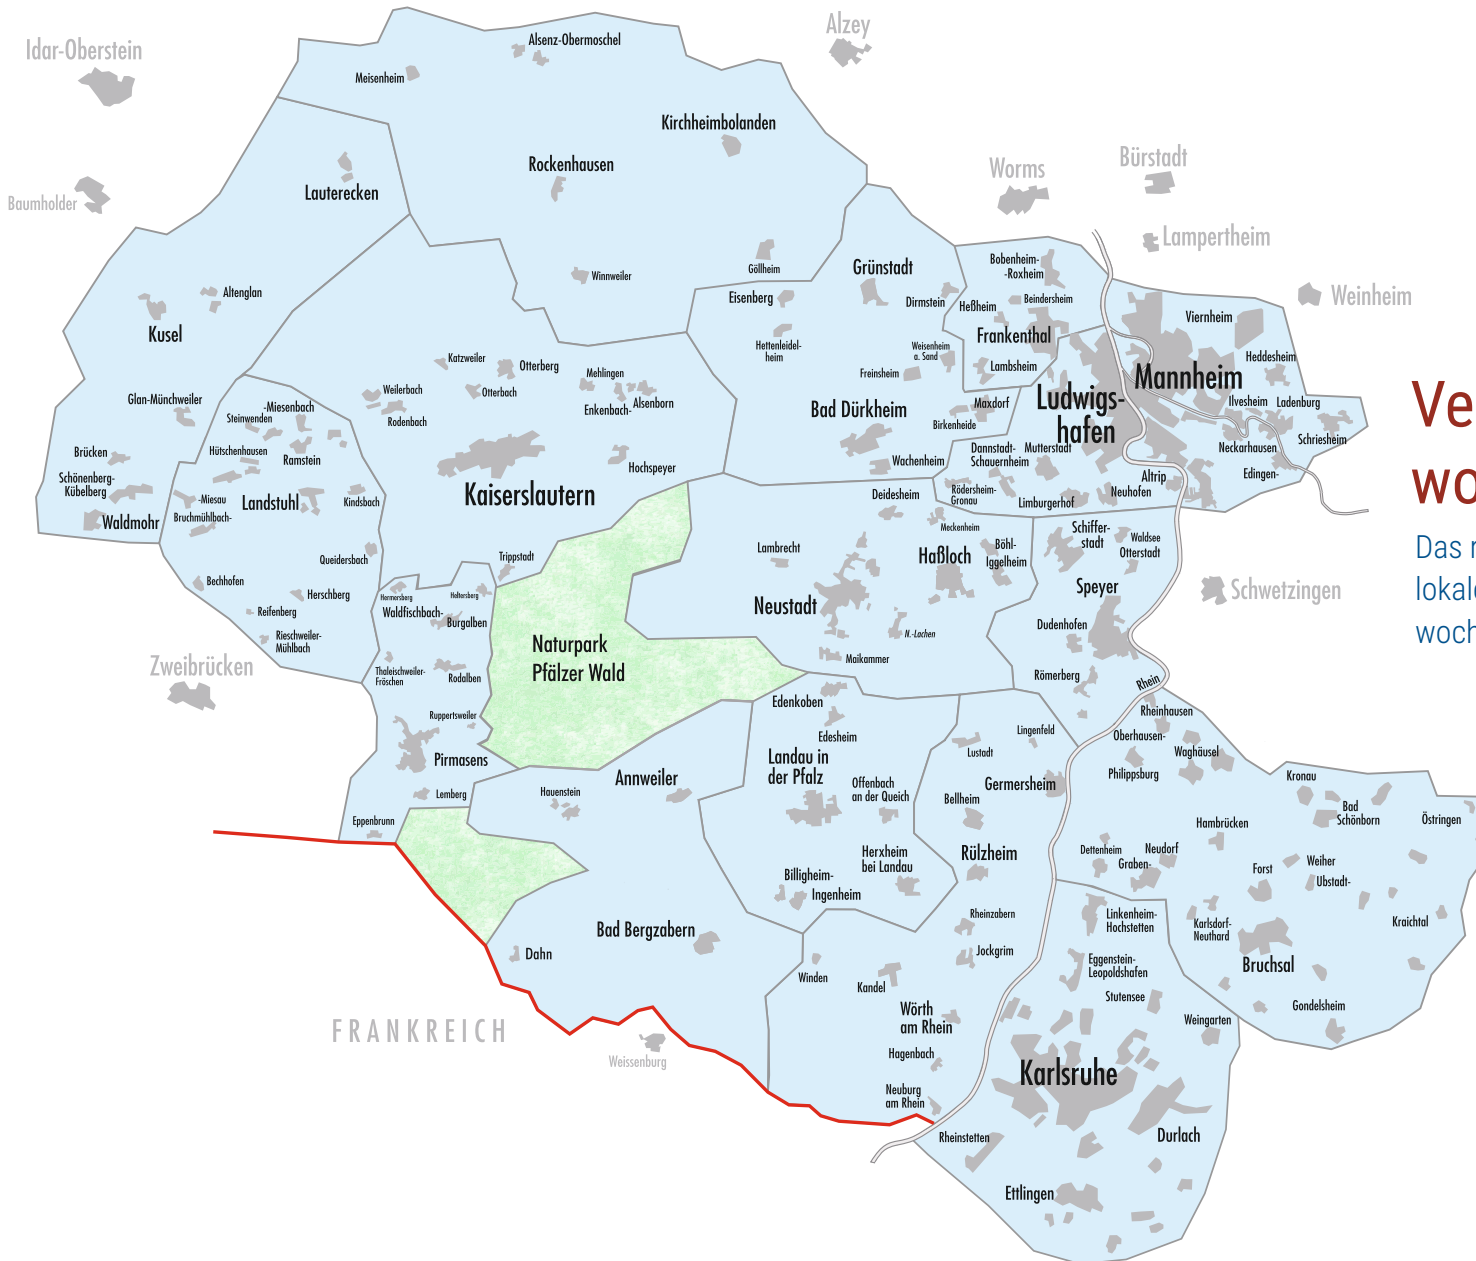 Idar-Oberstein
Alzey
Alsenz-Obermoschel
Meisenheim
Kirchheimbolanden
Rockenhausen
Worms
Bürstadt
Lauterecken
Baumholder
Lampertheim
Göllheim
Winnweiler
Grünstadt
Bobenheim-
-Roxheim
Weinheim
Altenglan
Kusel
Eisenberg
Dirmstein
Heßheim
Beindersheim
Viernheim
Frankenthal
Hettenleidel-
heim
Weisenheim
a. Sand
Freinsheim
Lambsheim
Heddesheim
Mannheim
Katzweiler
Otterberg
Mehlingen
Otterbach
Enkenbach-
Alsenborn
Weilerbach
Rodenbach
Ludwigs-
hafen
Ilvesheim
Ladenburg
Schriesheim
Neckarhausen
Edingen-
Glan-Münchweiler
-Miesenbach
Steinwenden
Bad Dürkheim
Maxdorf
Birkenheide
Ve
Brücken
Hütschenhausen
Ramstein
Dannstadt-
Schauernheim
Mutterstadt
Wachenheim
Schönenberg-
Kübelberg
Hochspeyer
Altrip
Neuhofen
Rödersheim-
Gronau
Limburgerhof
wo
-Miesau
Landstuhl
Kindsbach
Kaiserslautern
Deidesheim
Waldmohr
Bruchmühlbach-
Meckenheim
Schiffer-
stadt
Waldsee
Otterstadt
Das r
lokale
woch
Queidersbach
Trippstadt
Lambrecht
Haßloch
Böhl-
Iggelheim
Bechhofen
Herschberg
Hermersberg
Heltersberg
Speyer
Schwetzingen
Reifenberg
Waldfischbach-
Burgalben
Neustadt
Dudenhofen
Rieschweiler-
Mühlbach
N.-Lachen
Naturpark
Pfälzer Wald
Maikammer
Zweibrücken
Thaleischweiler-
Fröschen
Rodalben
Römerberg
Rhein
Edenkoben
Rheinhausen
Oberhausen-
Ruppertsweiler
Edesheim
Lingenfeld
Lustadt
Waghäusel
Pirmasens
Landau in
der Pfalz
Philippsburg
Annweiler
Offenbach
an der Queich
Germersheim
Kronau
Lemberg
Hauenstein
Bellheim
Bad
Schönborn
Östringen
Eppenbrunn
Hambrücken
Herxheim
bei Landau
Rülzheim
Dettenheim
Neudorf
Graben-
Weiher
Forst
Ubstadt-
Billigheim-
Ingenheim
Rheinzabern
Linkenheim-
Hochstetten
Karlsdorf-
Neuthard
Kraichtal
Bad Bergzabern
Dahn
Jockgrim
Eggenstein-
Leopoldshafen
Bruchsal
Winden
Kandel
Stutensee
Gondelsheim
Wörth
am Rhein
Weingarten
FRANKREICH
Weissenburg
Hagenbach
Karlsruhe
Neuburg
am Rhein
Rheinstetten
Durlach
Ettlingen